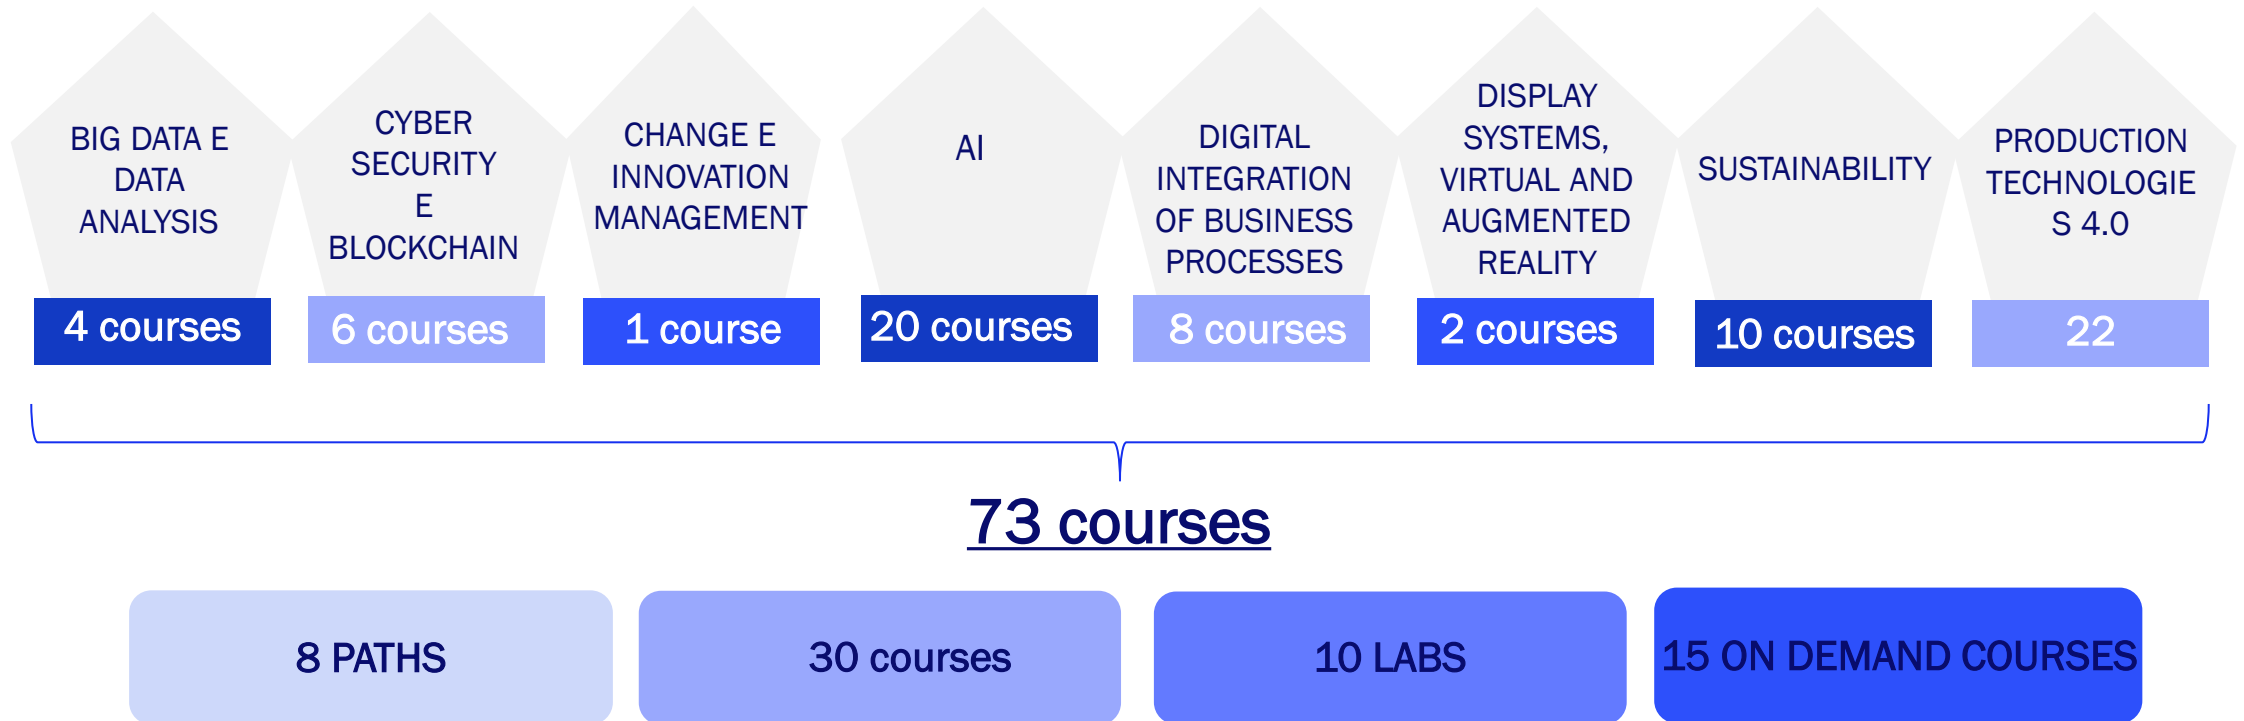 BIG DATA E
DATA
ANALYSIS
4 courses
CYBER
SECURITY
E
BLOCKCHAIN
6 courses
CHANGE E
INNOVATION
MANAGEMENT
1 course
AI
20 courses
DIGITAL
INTEGRATION
OF BUSINESS
PROCESSES
8 courses
DISPLAY
SYSTEMS,
VIRTUAL AND
AUGMENTED
REALITY
2 courses
SUSTAINABILITY
10 courses
PRODUCTION
TECHNOLOGIE
S 4.0
22
73 courses
8 PATHS
30 courses
10 LABS
15 ON DEMAND COURSES